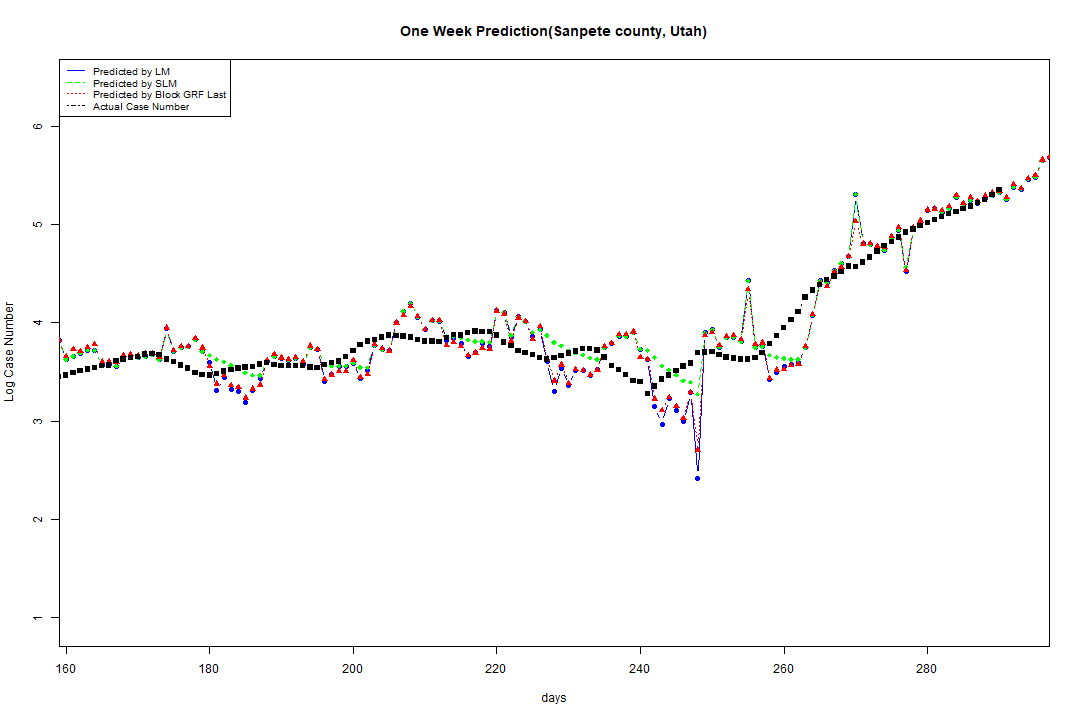 One Week Prediction(Sanpete county, Utah)
Predicted by LM
Predicted by SLM
Predicted by Block GRF Last
Actual Case Number
6
5
4
3
2
1
Log Case Number
160 180 200 220 240 260 280
days